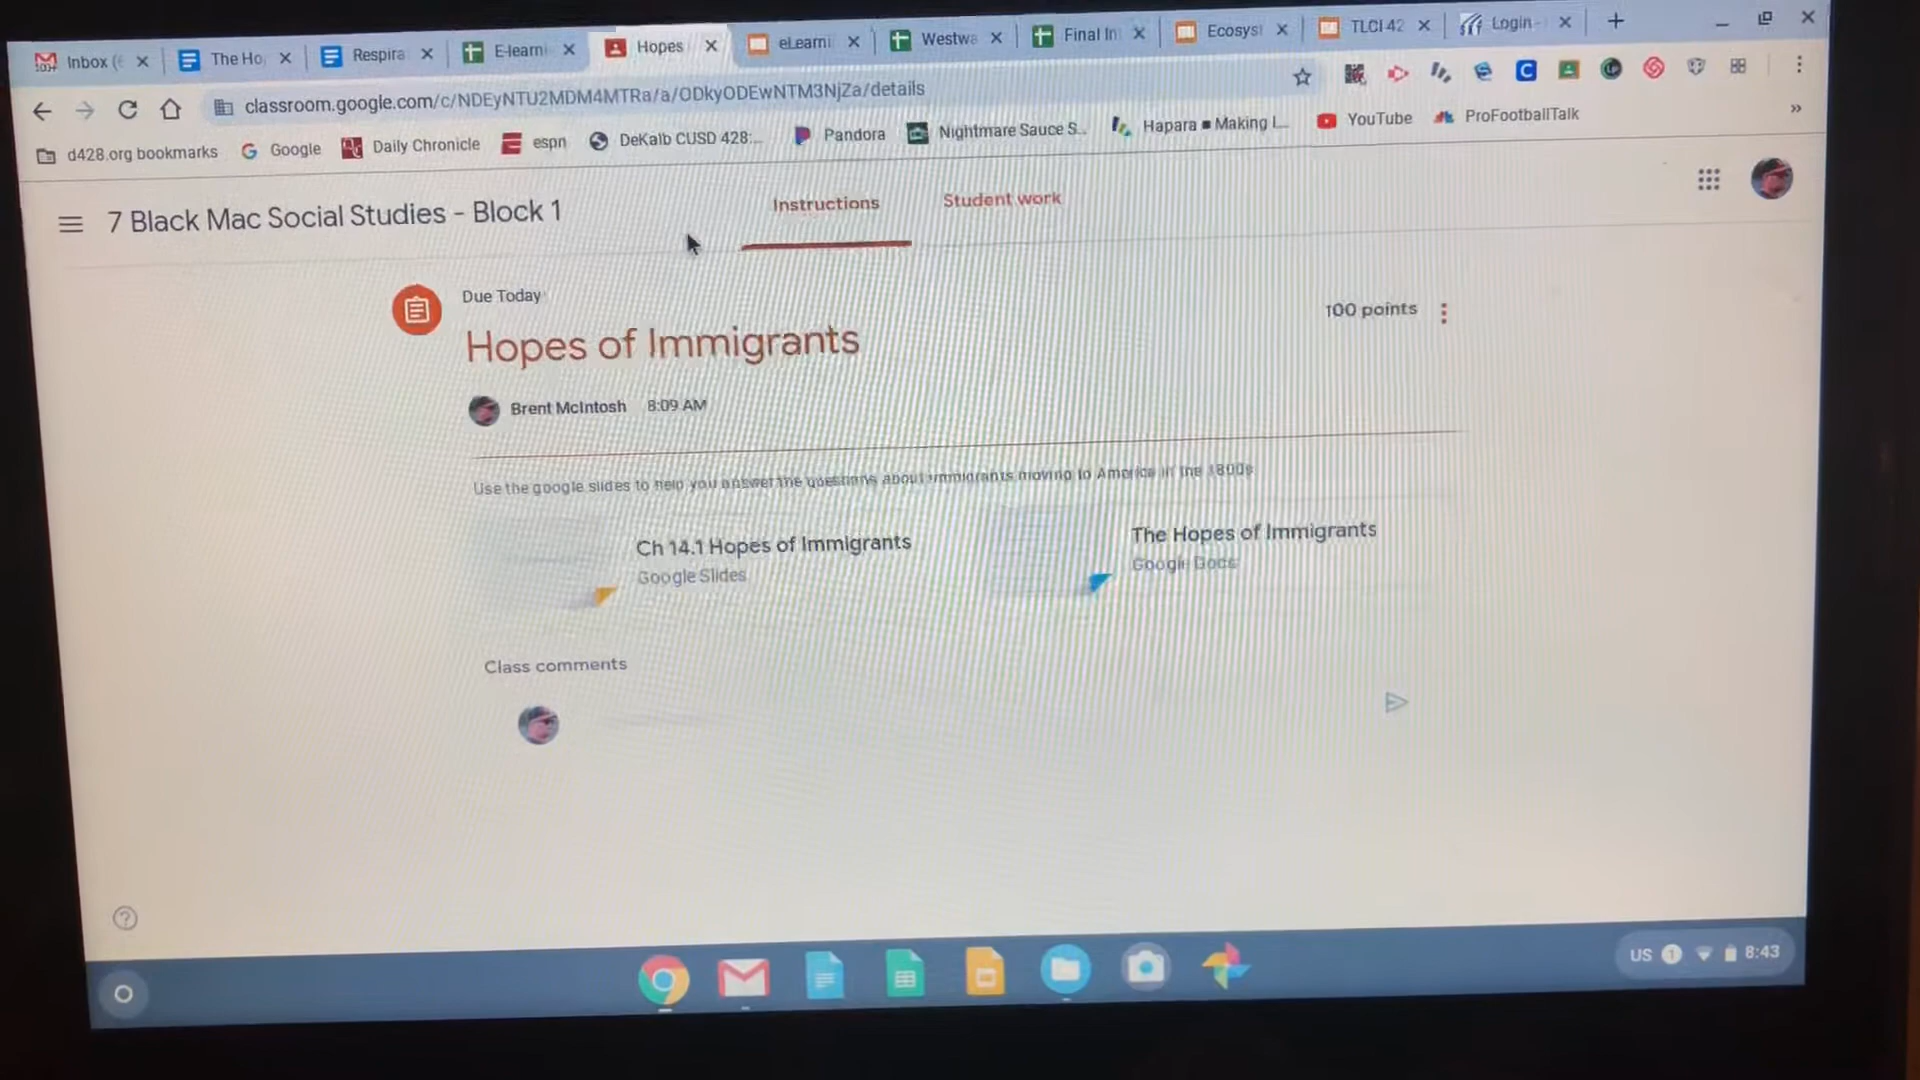 Inbox (
The Ho
Respira
E-learni
Hopes
eLearni
Westwa
Final In
Ecosys
TLCI 42
Login -
classroom.google.com/c/NDEyNTU2MDM4MTRa/a/ODkyODEwNTM3NjZa/details
d428.org bookmarks
Google
Daily Chronicle
espn
DeKalb CUSD 428:...
Pandora
Nightmare Sauce S...
Hapara ■ Making L...
YouTube
ProFootballTalk
»
7 Black Mac Social Studies - Block 1
Instructions
Student work
Due Today
100 points
Hopes of Immigrants
Brent McIntosh 8:09 AM
Use the google slides to help you answer the questions about immigrants moving to America in the 1800s
Ch 14.1 Hopes of Immigrants
Google Slides
The Hopes of Immigrants
Google Docs
Class comments
US 1 8:43